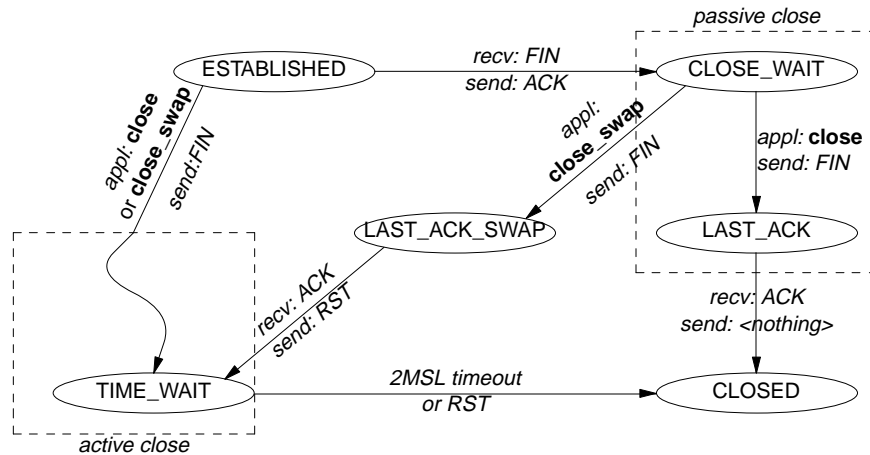 passive close
ESTABLISHED
recv: FIN
send: ACK
CLOSE_WAIT
appl: close
or close_swap
send:FIN
appl:
close_swap
send: FIN
appl: close
send: FIN
LAST_ACK_SWAP
LAST_ACK
recv: ACK
send: RST
recv: ACK
send: <nothing>
TIME_WAIT
2MSL timeout
or RST
CLOSED
active close